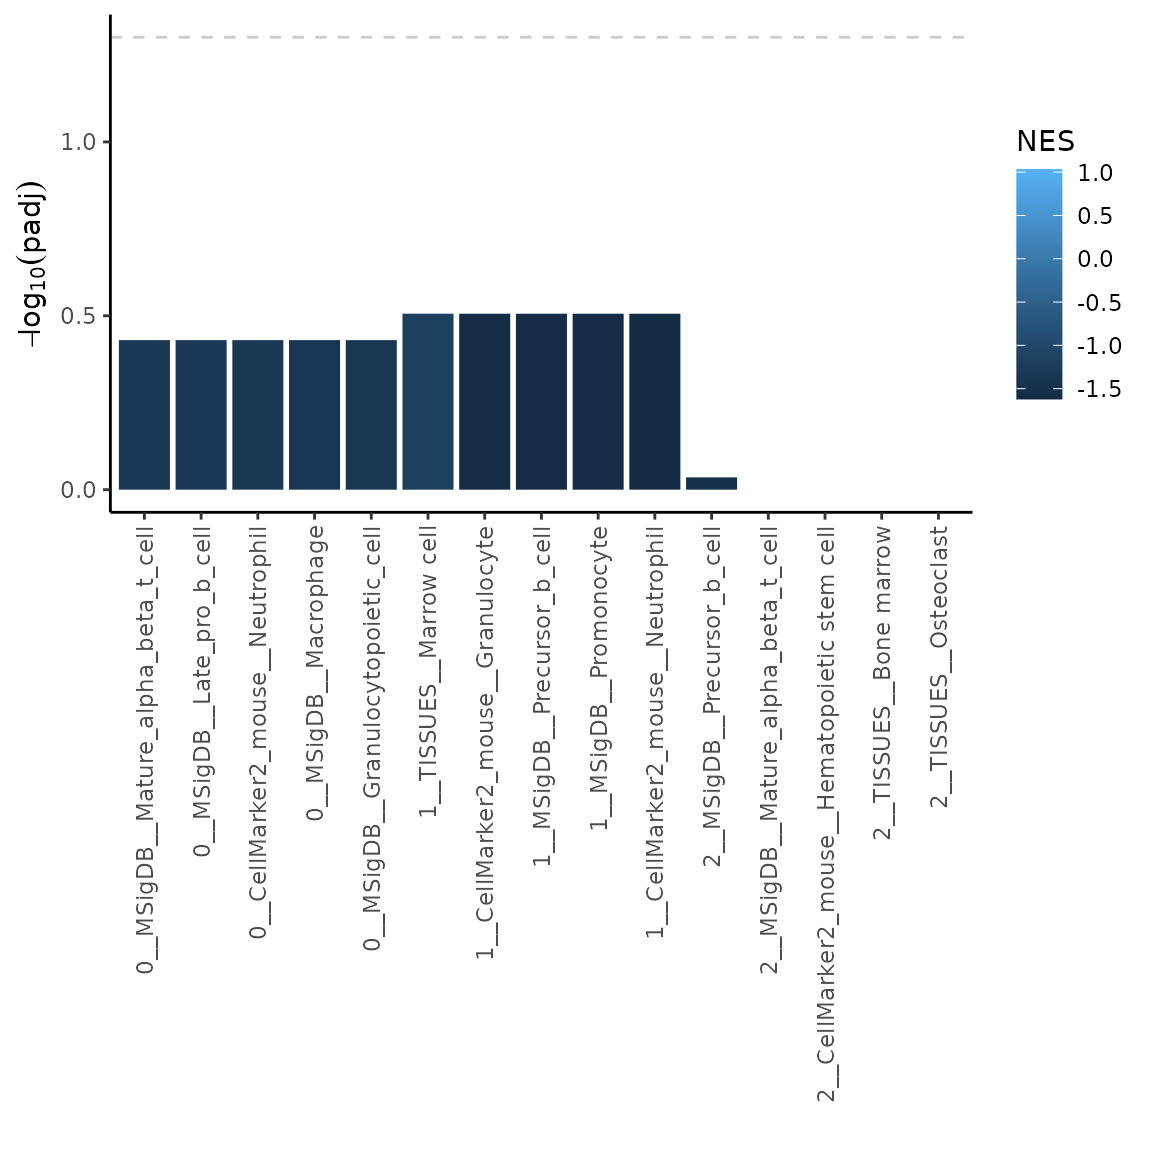 −log10(padj)
1.0
0.5
0.0
0__MSigDB__Mature_alpha_beta_t_cell
0__MSigDB__Late_pro_b_cell
0__CellMarker2_mouse__Neutrophil
0__MSigDB__Macrophage
0__MSigDB__Granulocytopoietic_cell
1__TISSUES__Marrow cell
1__CellMarker2_mouse__Granulocyte
1__MSigDB__Precursor_b_cell
1__MSigDB__Promonocyte
1__CellMarker2_mouse__Neutrophil
2__MSigDB__Precursor_b_cell
2__MSigDB__Mature_alpha_beta_t_cell
2__CellMarker2_mouse__Hematopoietic stem cell
2__TISSUES__Bone marrow
2__TISSUES__Osteoclast
NES
1.0
0.5
0.0
-0.5
-1.0
-1.5